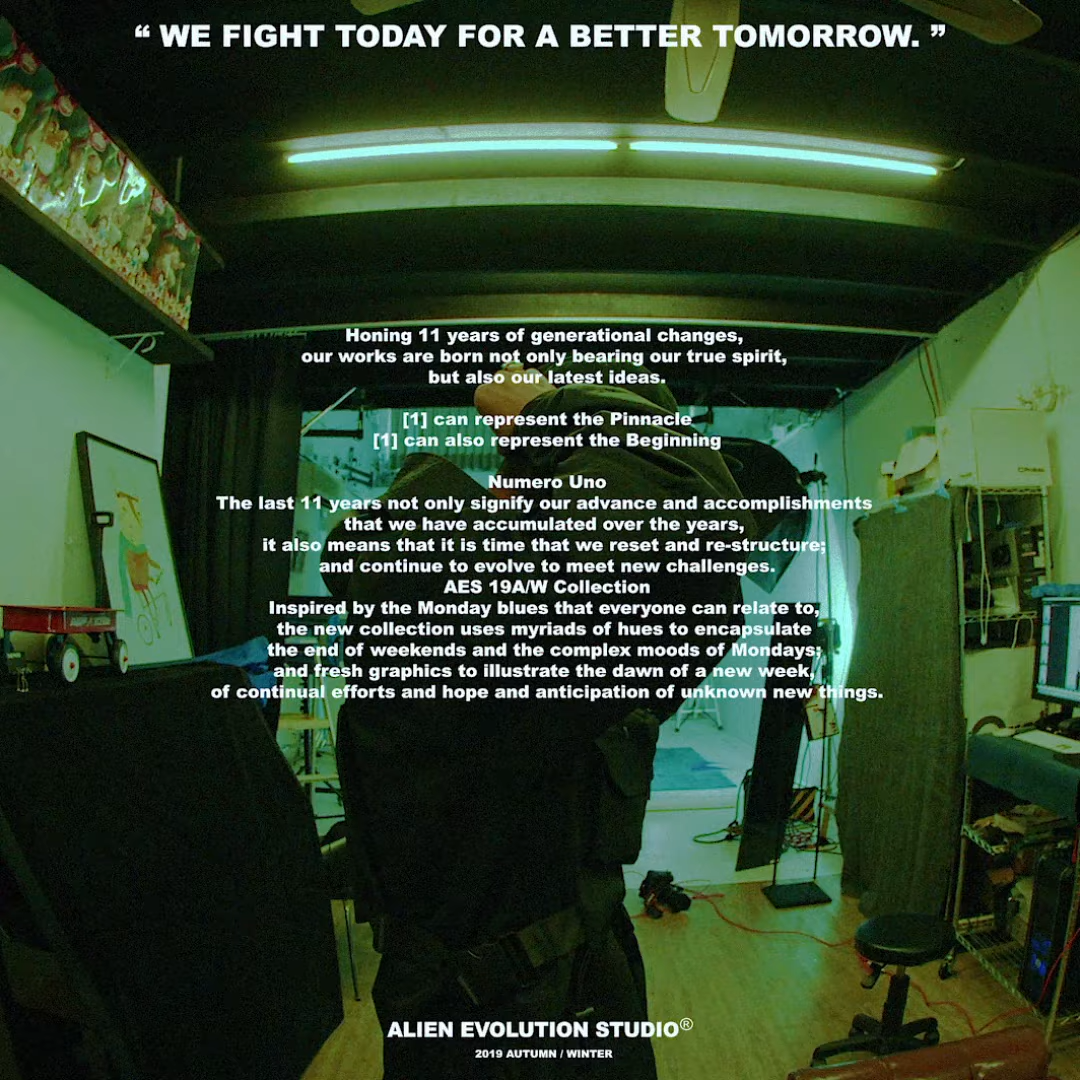 “ WE FIGHT TODAY FOR A BETTER TOMORROW. ”
Honing 11 years of generational changes,
our works are born not only bearing our true spirit,
but also our latest ideas.
[1] can represent the Pinnacle
[1] can also represent the Beginning
Numero Uno
The last 11 years not only signify our advance and accomplishments
that we have accumulated over the years,
it also means that it is time that we reset and re-structure;
and continue to evolve to meet new challenges.
AES 19A/W Collection
Inspired by the Monday blues that everyone can relate to,
the new collection uses myriads of hues to encapsulate
the end of weekends and the complex moods of Mondays;
and fresh graphics to illustrate the dawn of a new week,
of continual efforts and hope and anticipation of unknown new things.
ALIEN EVOLUTION STUDIO®
2019 AUTUMN / WINTER